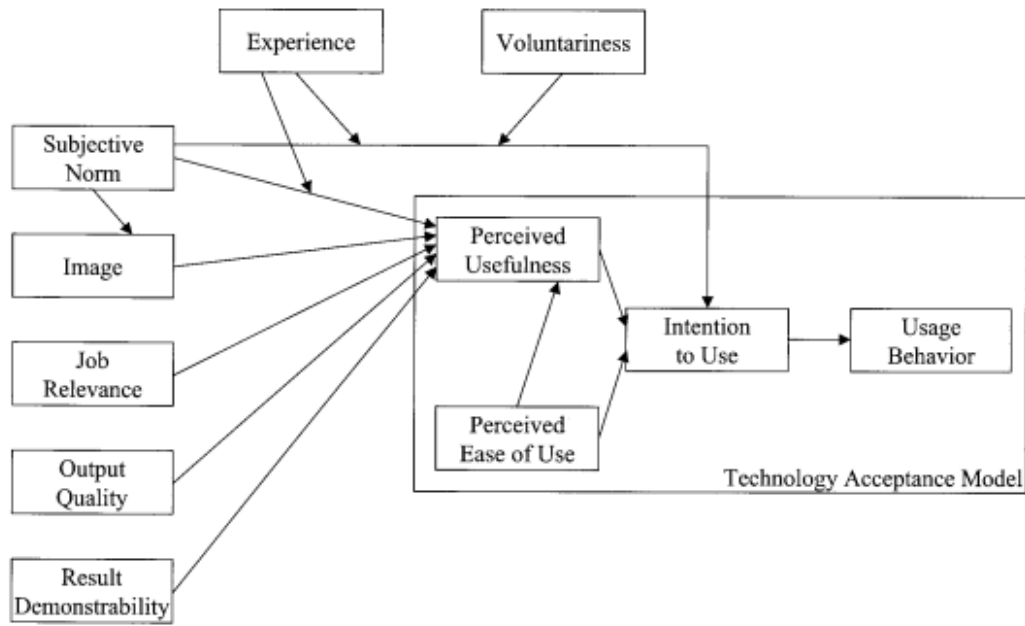 Experience
Voluntariness
Subjective
Norm
Image
Perceived
Usefulness
Job
Relevance
Intention
to Use
Usage
Behavior
Perceived
Ease of Use
Output
Quality
Technology Acceptance Model
Result
Demonstrability